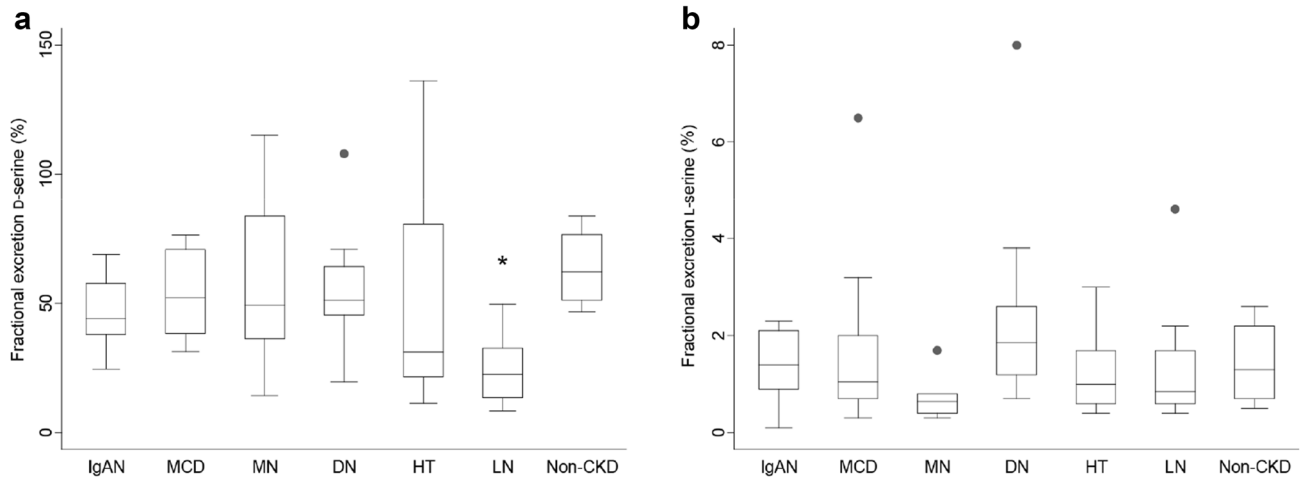 a
Fractional excretion D-serine (%)
150
100
50
0
IgAN MCD MN DN HT LN Non-CKD
*
b
Fractional excretion L-serine (%)
8
6
4
2
0
IgAN MCD MN DN HT LN Non-CKD